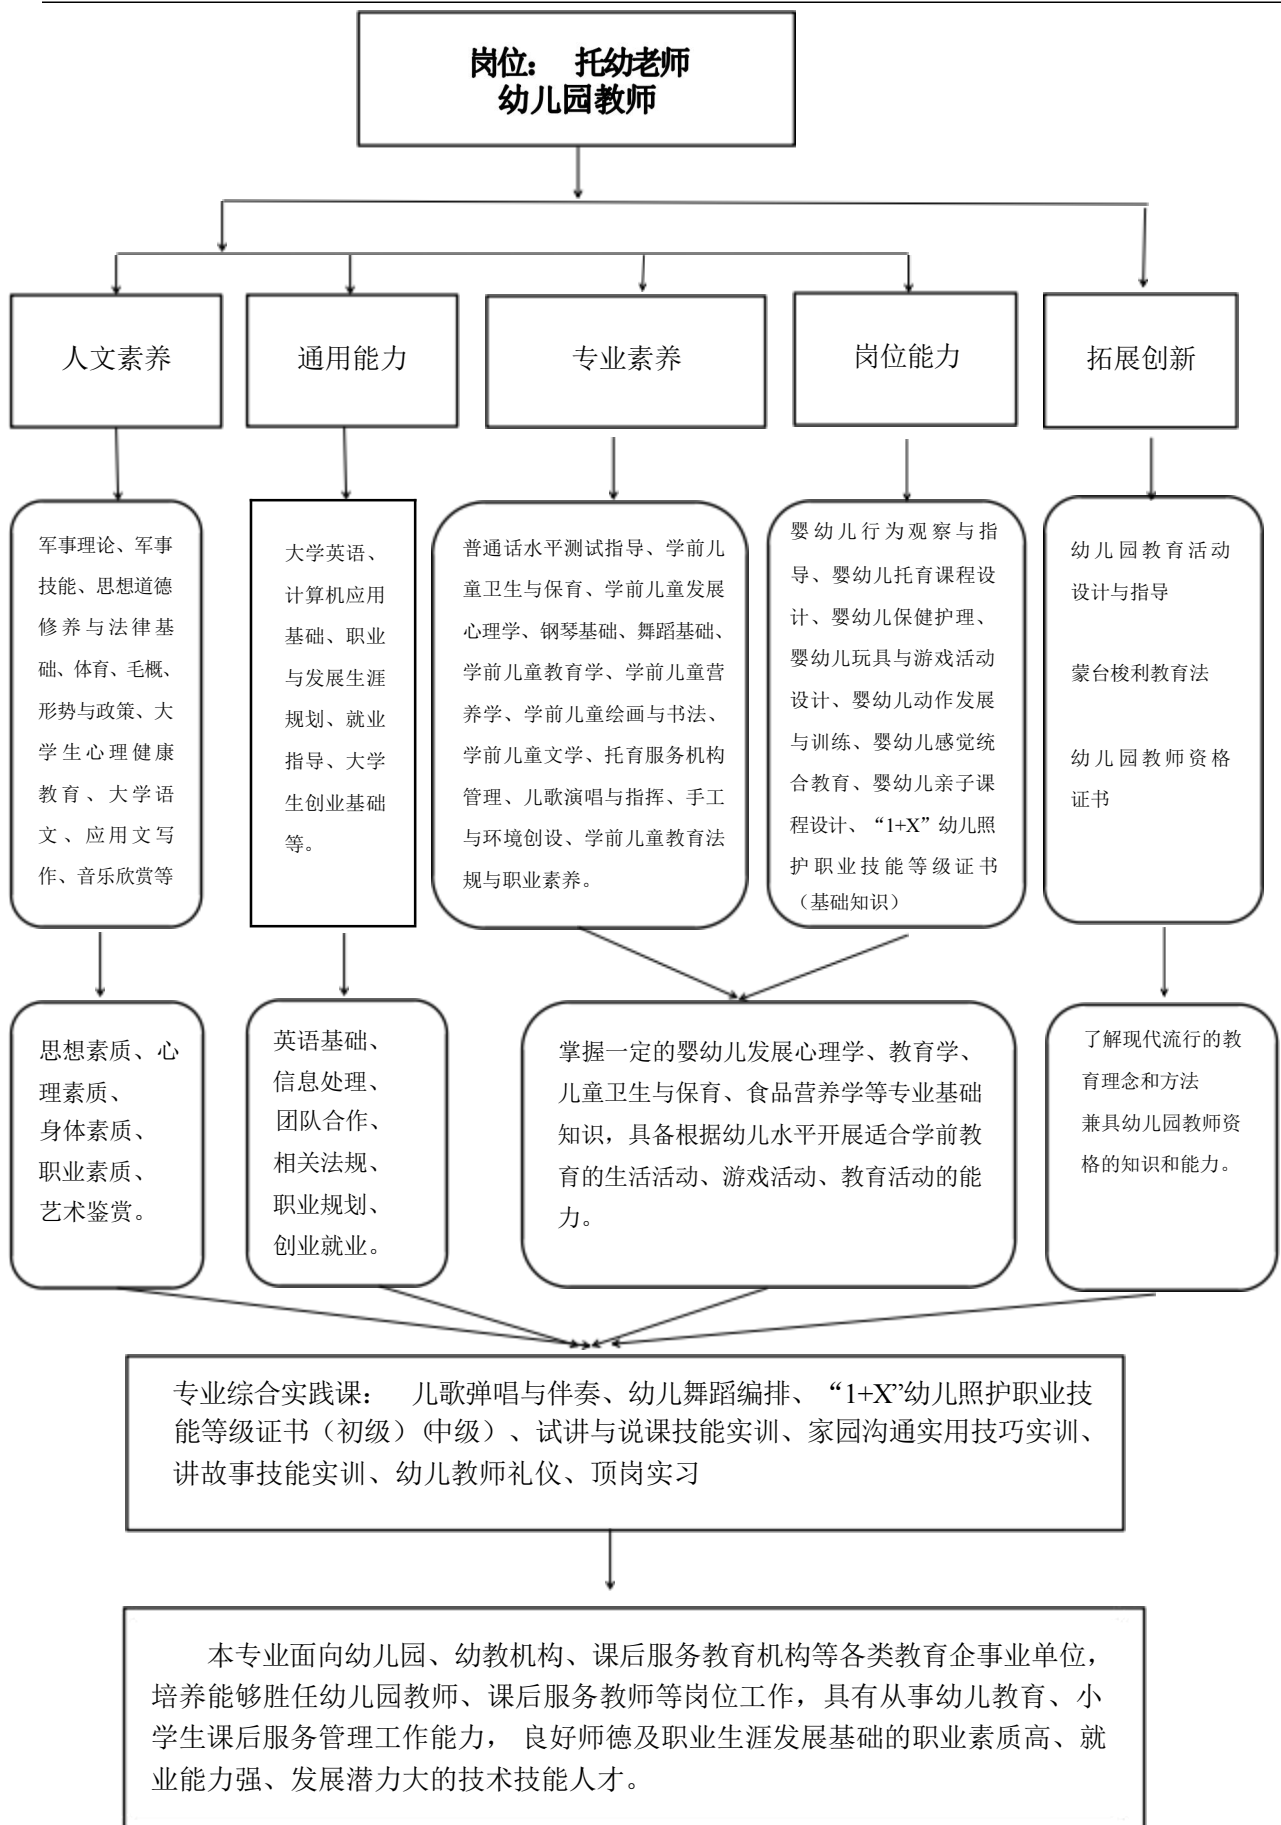 岗位： 托幼老师
幼儿园教师
人文素养
通用能力
专业素养
岗位能力
拓展创新
军事理论、军事
技能、思想道德
修养与法律基
础、体育、毛概、
形势与政策、大
学生心理健康
教育、大学语
文、应用文写
作、音乐欣赏等
大学英语、
计算机应用
基础、职业
与发展生涯
规划、就业
指导、大学
生创业基础
等。
普通话水平测试指导、学前儿
童卫生与保育、学前儿童发展
心理学、钢琴基础、舞蹈基础、
学前儿童教育学、学前儿童营
养学、学前儿童绘画与书法、
学前儿童文学、托育服务机构
管理、儿歌演唱与指挥、手工
与环境创设、学前儿童教育法
规与职业素养。
婴幼儿行为观察与指
导、婴幼儿托育课程设
计、婴幼儿保健护理、
婴幼儿玩具与游戏活动
设计、婴幼儿动作发展
与训练、婴幼儿感觉统
合教育、婴幼儿亲子课
程设计、“1+X”幼儿照
护职业技能等级证书
（基础知识）
幼儿园教育活动
设计与指导
蒙台梭利教育法
幼儿园教师资格
证书
思想素质、心
理素质、
身体素质、
职业素质、
艺术鉴赏。
英语基础、
信息处理、
团队合作、
相关法规、
职业规划、
创业就业。
掌握一定的婴幼儿发展心理学、教育学、
儿童卫生与保育、食品营养学等专业基础
知识，具备根据幼儿水平开展适合学前教
育的生活活动、游戏活动、教育活动的能
力。
了解现代流行的教
育理念和方法
兼具幼儿园教师资
格的知识和能力。
专业综合实践课： 儿歌弹唱与伴奏、幼儿舞蹈编排、“1+X”幼儿照护职业技
能等级证书（初级）（中级）、试讲与说课技能实训、家园沟通实用技巧实训、
讲故事技能实训、幼儿教师礼仪、顶岗实习
本专业面向幼儿园、幼教机构、课后服务教育机构等各类教育企事业单位，
培养能够胜任幼儿园教师、课后服务教师等岗位工作，具有从事幼儿教育、小
学生课后服务管理工作能力， 良好师德及职业生涯发展基础的职业素质高、就
业能力强、发展潜力大的技术技能人才。